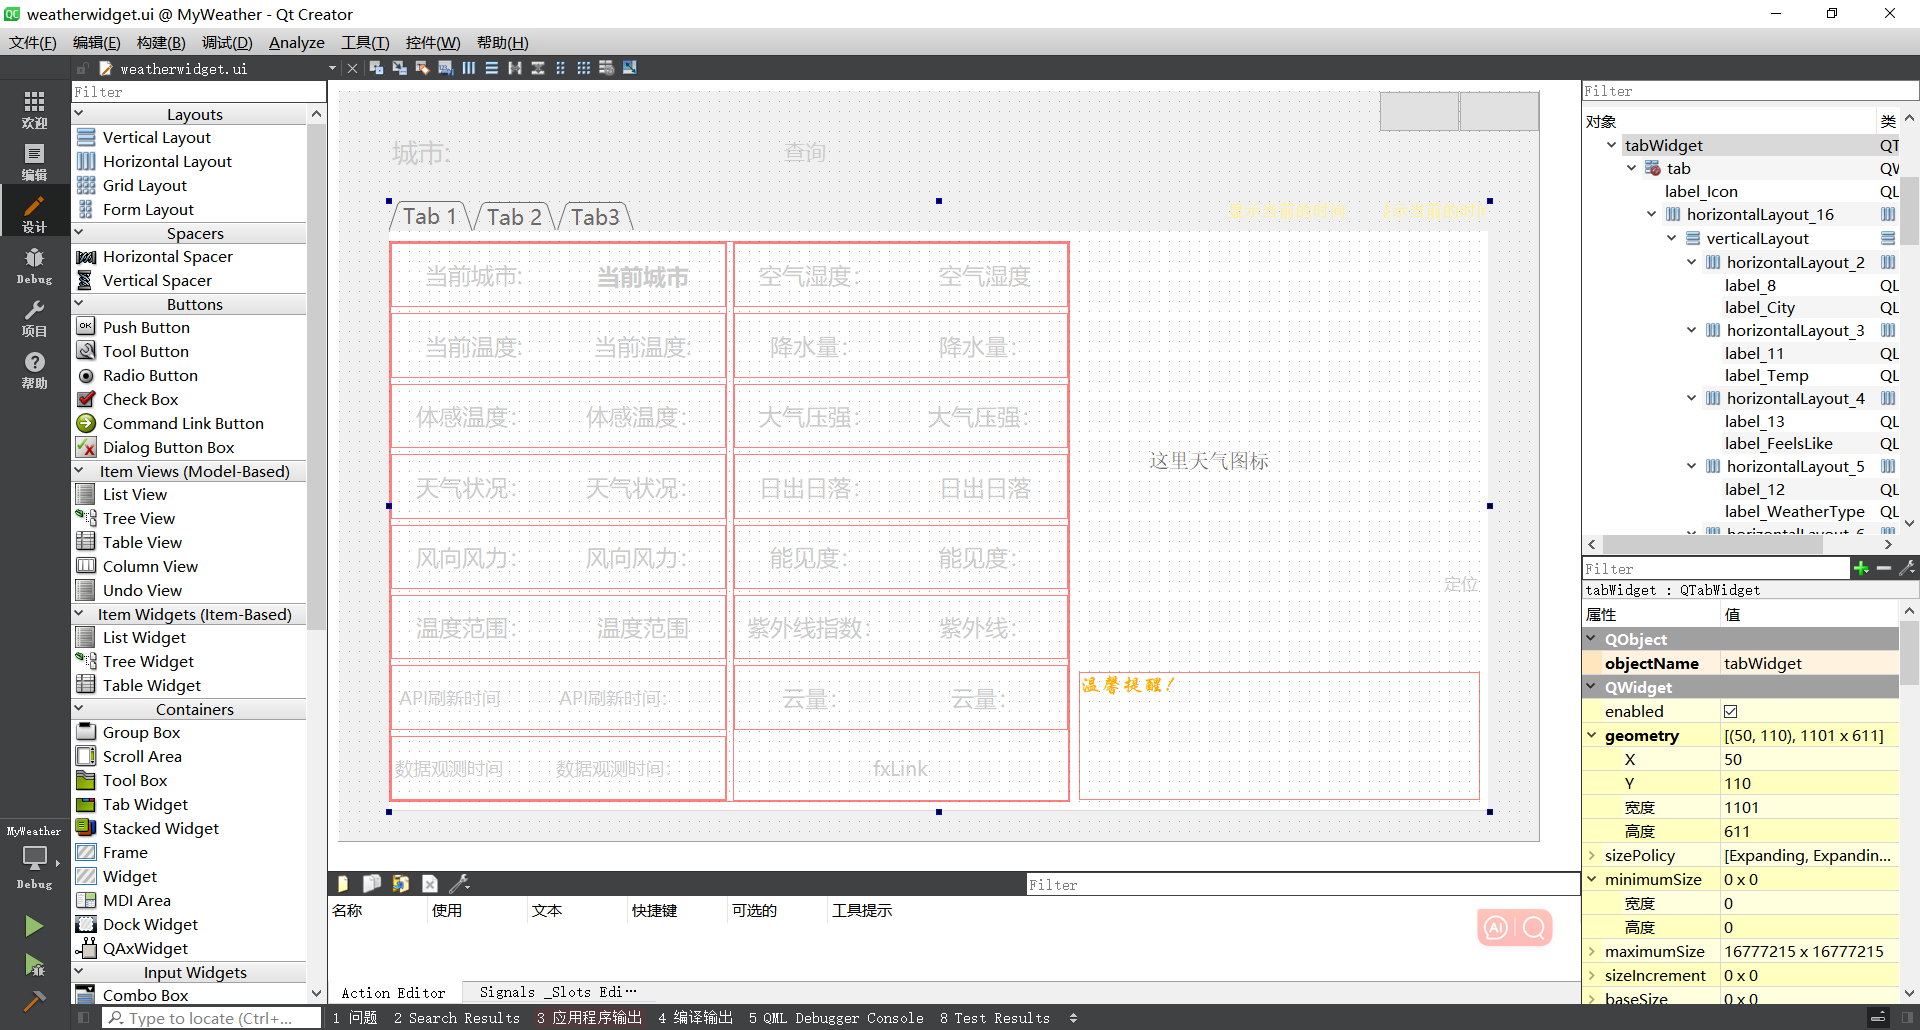 weatherwidget.ui @ MyWeather - Qt Creator
文件(F) 编辑(E) 构建(B) 调试(D) Analyze 工具(T) 控件(W) 帮助(H)
weatherwidget.ui
欢迎
编辑
设计
Debug
项目
帮助
MyWeather
Debug
Filter
Layouts
Vertical Layout
Horizontal Layout
Grid Layout
Form Layout
Spacers
Horizontal Spacer
Vertical Spacer
Buttons
Push Button
Tool Button
Radio Button
Check Box
Command Link Button
Dialog Button Box
Item Views (Model-Based)
List View
Tree View
Table View
Column View
Undo View
Item Widgets (Item-Based)
List Widget
Tree Widget
Table Widget
Containers
Group Box
Scroll Area
Tool Box
Tab Widget
Stacked Widget
Frame
Widget
MDI Area
Dock Widget
QAxWidget
Input Widgets
Combo Box
城市: 查询
Tab 1 Tab 2 Tab3
显示当前的时间
当前城市: 当前城市 空气湿度: 空气湿度
当前温度: 当前温度: 降水量: 降水量:
体感温度: 体感温度: 大气压强: 大气压强:
天气状况: 天气状况: 日出日落: 日出日落
风向风力: 风向风力: 能见度: 能见度:
温度范围: 温度范围 紫外线指数: 紫外线:
API刷新时间 API刷新时间: 云量: 云量:
数据观测时间 数据观测时间: fxLink
这里天气图标
定位
温馨提醒!
Filter
名称 使用 文本 快捷键 可选的 工具提示
AI
Action Editor Signals _Slots Edi…
Filter
对象 类
tabWidget QT
tab QW
label_Icon QL
horizontalLayout_16
verticalLayout
horizontalLayout_2
label_8 QL
label_City QL
horizontalLayout_3
label_11 QL
label_Temp QL
horizontalLayout_4
label_13 QL
label_FeelsLike QL
horizontalLayout_5
label_12 QL
label_WeatherType QL
horizontalLayout_6
Filter
tabWidget : QTabWidget
属性 值
QObject
objectName tabWidget
QWidget
enabled
geometry [(50, 110), 1101 x 611]
X 50
Y 110
宽度 1101
高度 611
sizePolicy [Expanding, Expandin...
minimumSize 0 x 0
宽度 0
高度 0
maximumSize 16777215 x 16777215
sizeIncrement 0 x 0
baseSize 0 x 0
Type to locate (Ctrl+...
1 问题 2 Search Results 3 应用程序输出 4 编译输出 5 QML Debugger Console 8 Test Results